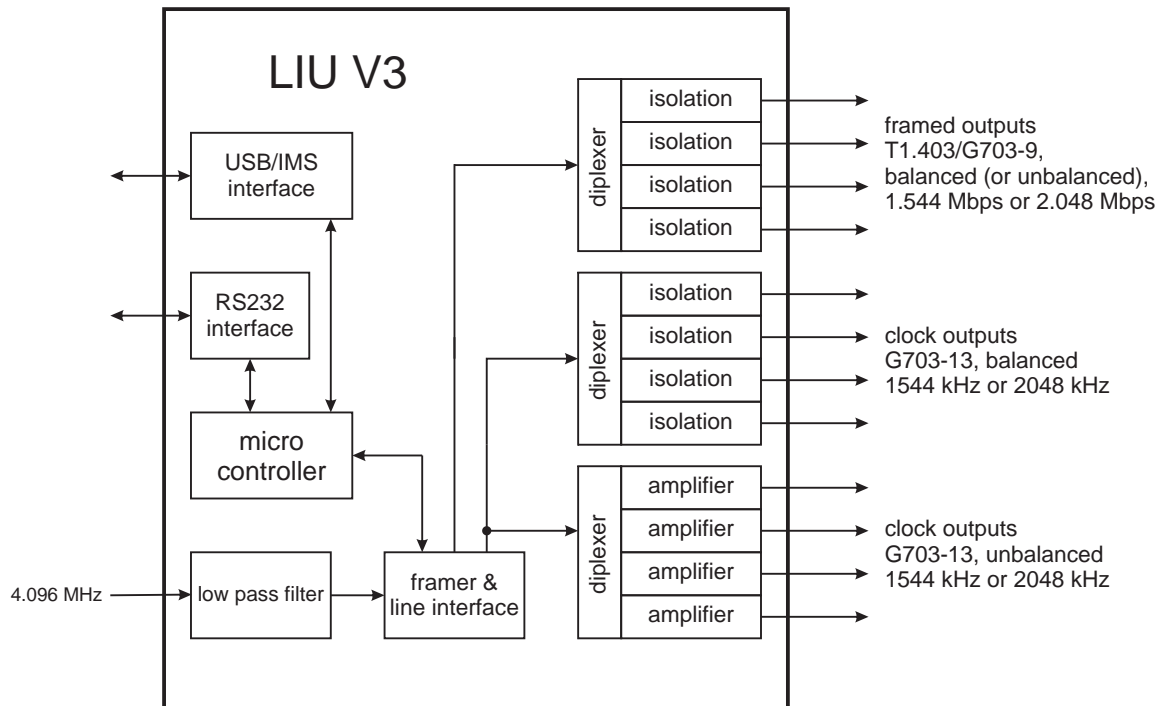 LIU V3
USB/IMS
interface
RS232
interface
micro
controller
4.096 MHz
low pass filter
framer &
line interface
diplexer
isolation
isolation
isolation
isolation
framed outputs
T1.403/G703-9,
balanced (or unbalanced),
1.544 Mbps or 2.048 Mbps
diplexer
isolation
isolation
isolation
isolation
clock outputs
G703-13, balanced
1544 kHz or 2048 kHz
diplexer
amplifier
amplifier
amplifier
amplifier
clock outputs
G703-13, unbalanced
1544 kHz or 2048 kHz